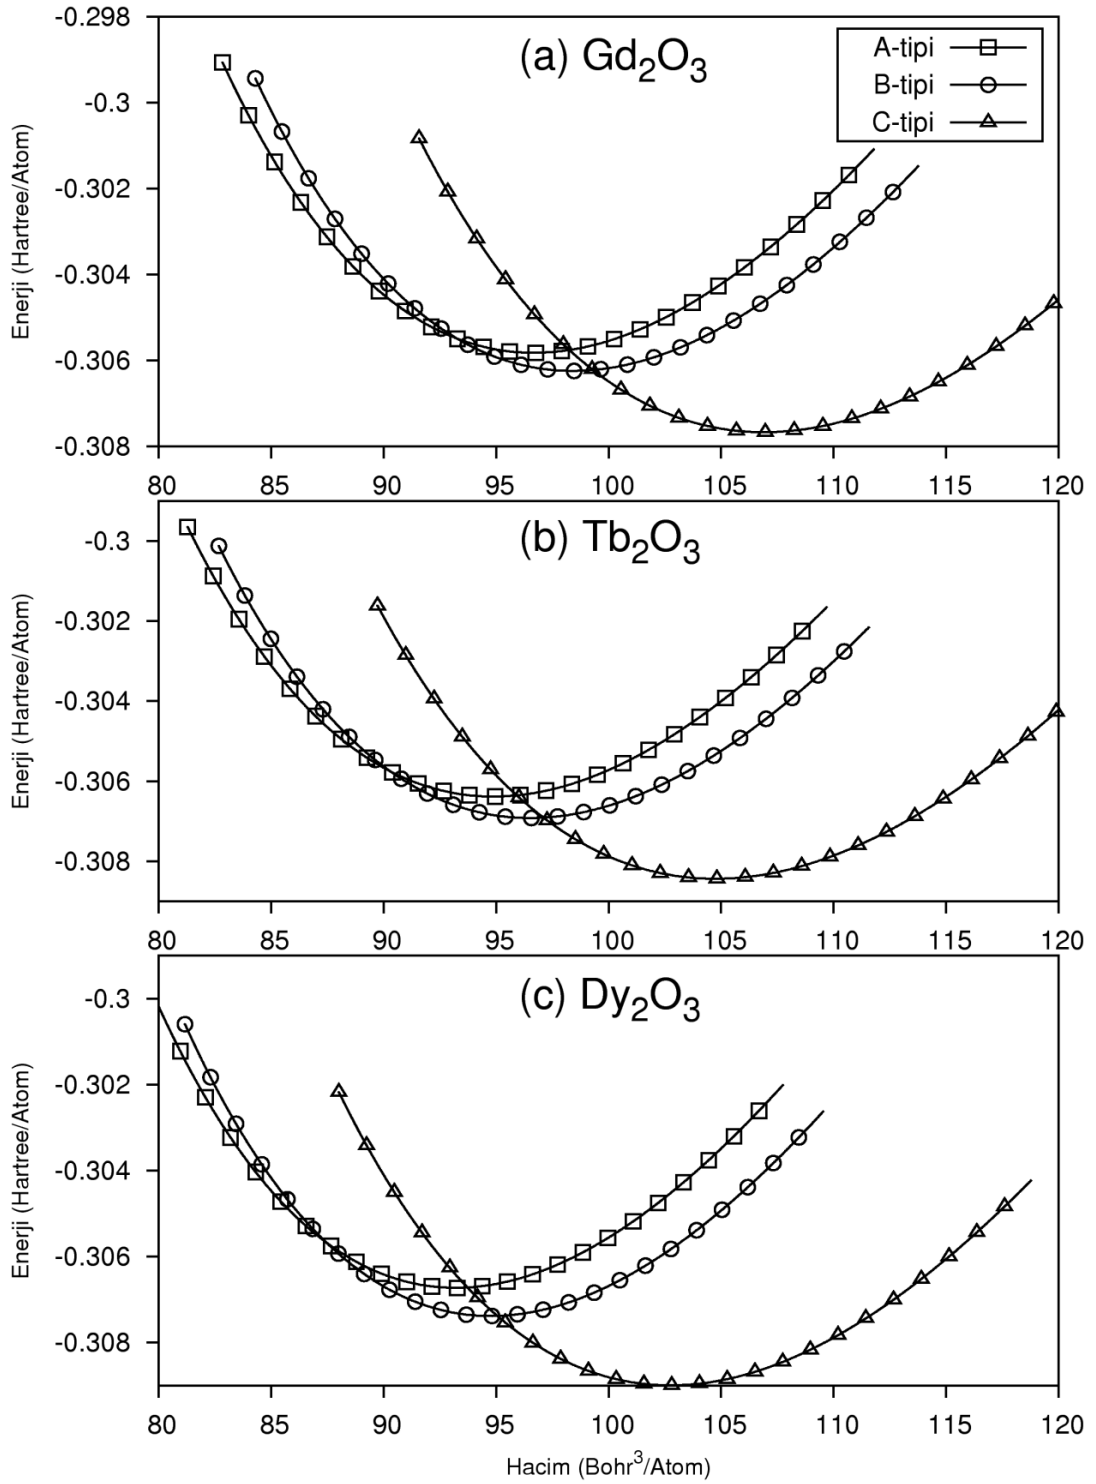 (a) Gd₂O₃
A-tipi
B-tipi
C-tipi
Enerji (Hartree/Atom)
-0.298
-0.3
-0.302
-0.304
-0.306
-0.308
80 85 90 95 100 105 110 115 120
(b) Tb₂O₃
Enerji (Hartree/Atom)
-0.3
-0.302
-0.304
-0.306
-0.308
80 85 90 95 100 105 110 115 120
(c) Dy₂O₃
Enerji (Hartree/Atom)
-0.3
-0.302
-0.304
-0.306
-0.308
80 85 90 95 100 105 110 115 120
Hacim (Bohr³/Atom)